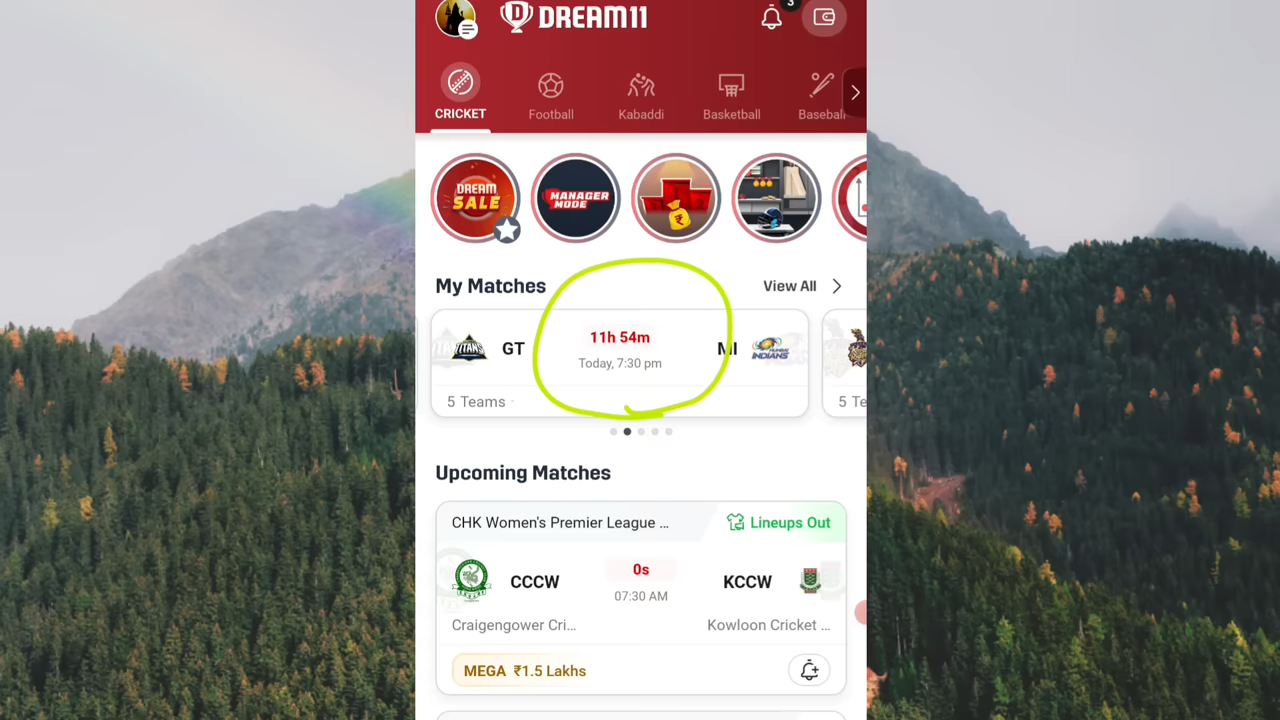 3
DREAM11
CRICKET
Football
Kabaddi
Basketball
Baseball
DREAM
SALE
MANAGER
MODE
My Matches
View All
GT
11h 54m
Today, 7:30 pm
MI
MUMBAI
INDIANS
5 Teams
5 Te
Upcoming Matches
CHK Women's Premier League ...
Lineups Out
CCCW
0s
07:30 AM
KCCW
Craigengower Cri...
Kowloon Cricket ...
MEGA ₹1.5 Lakhs